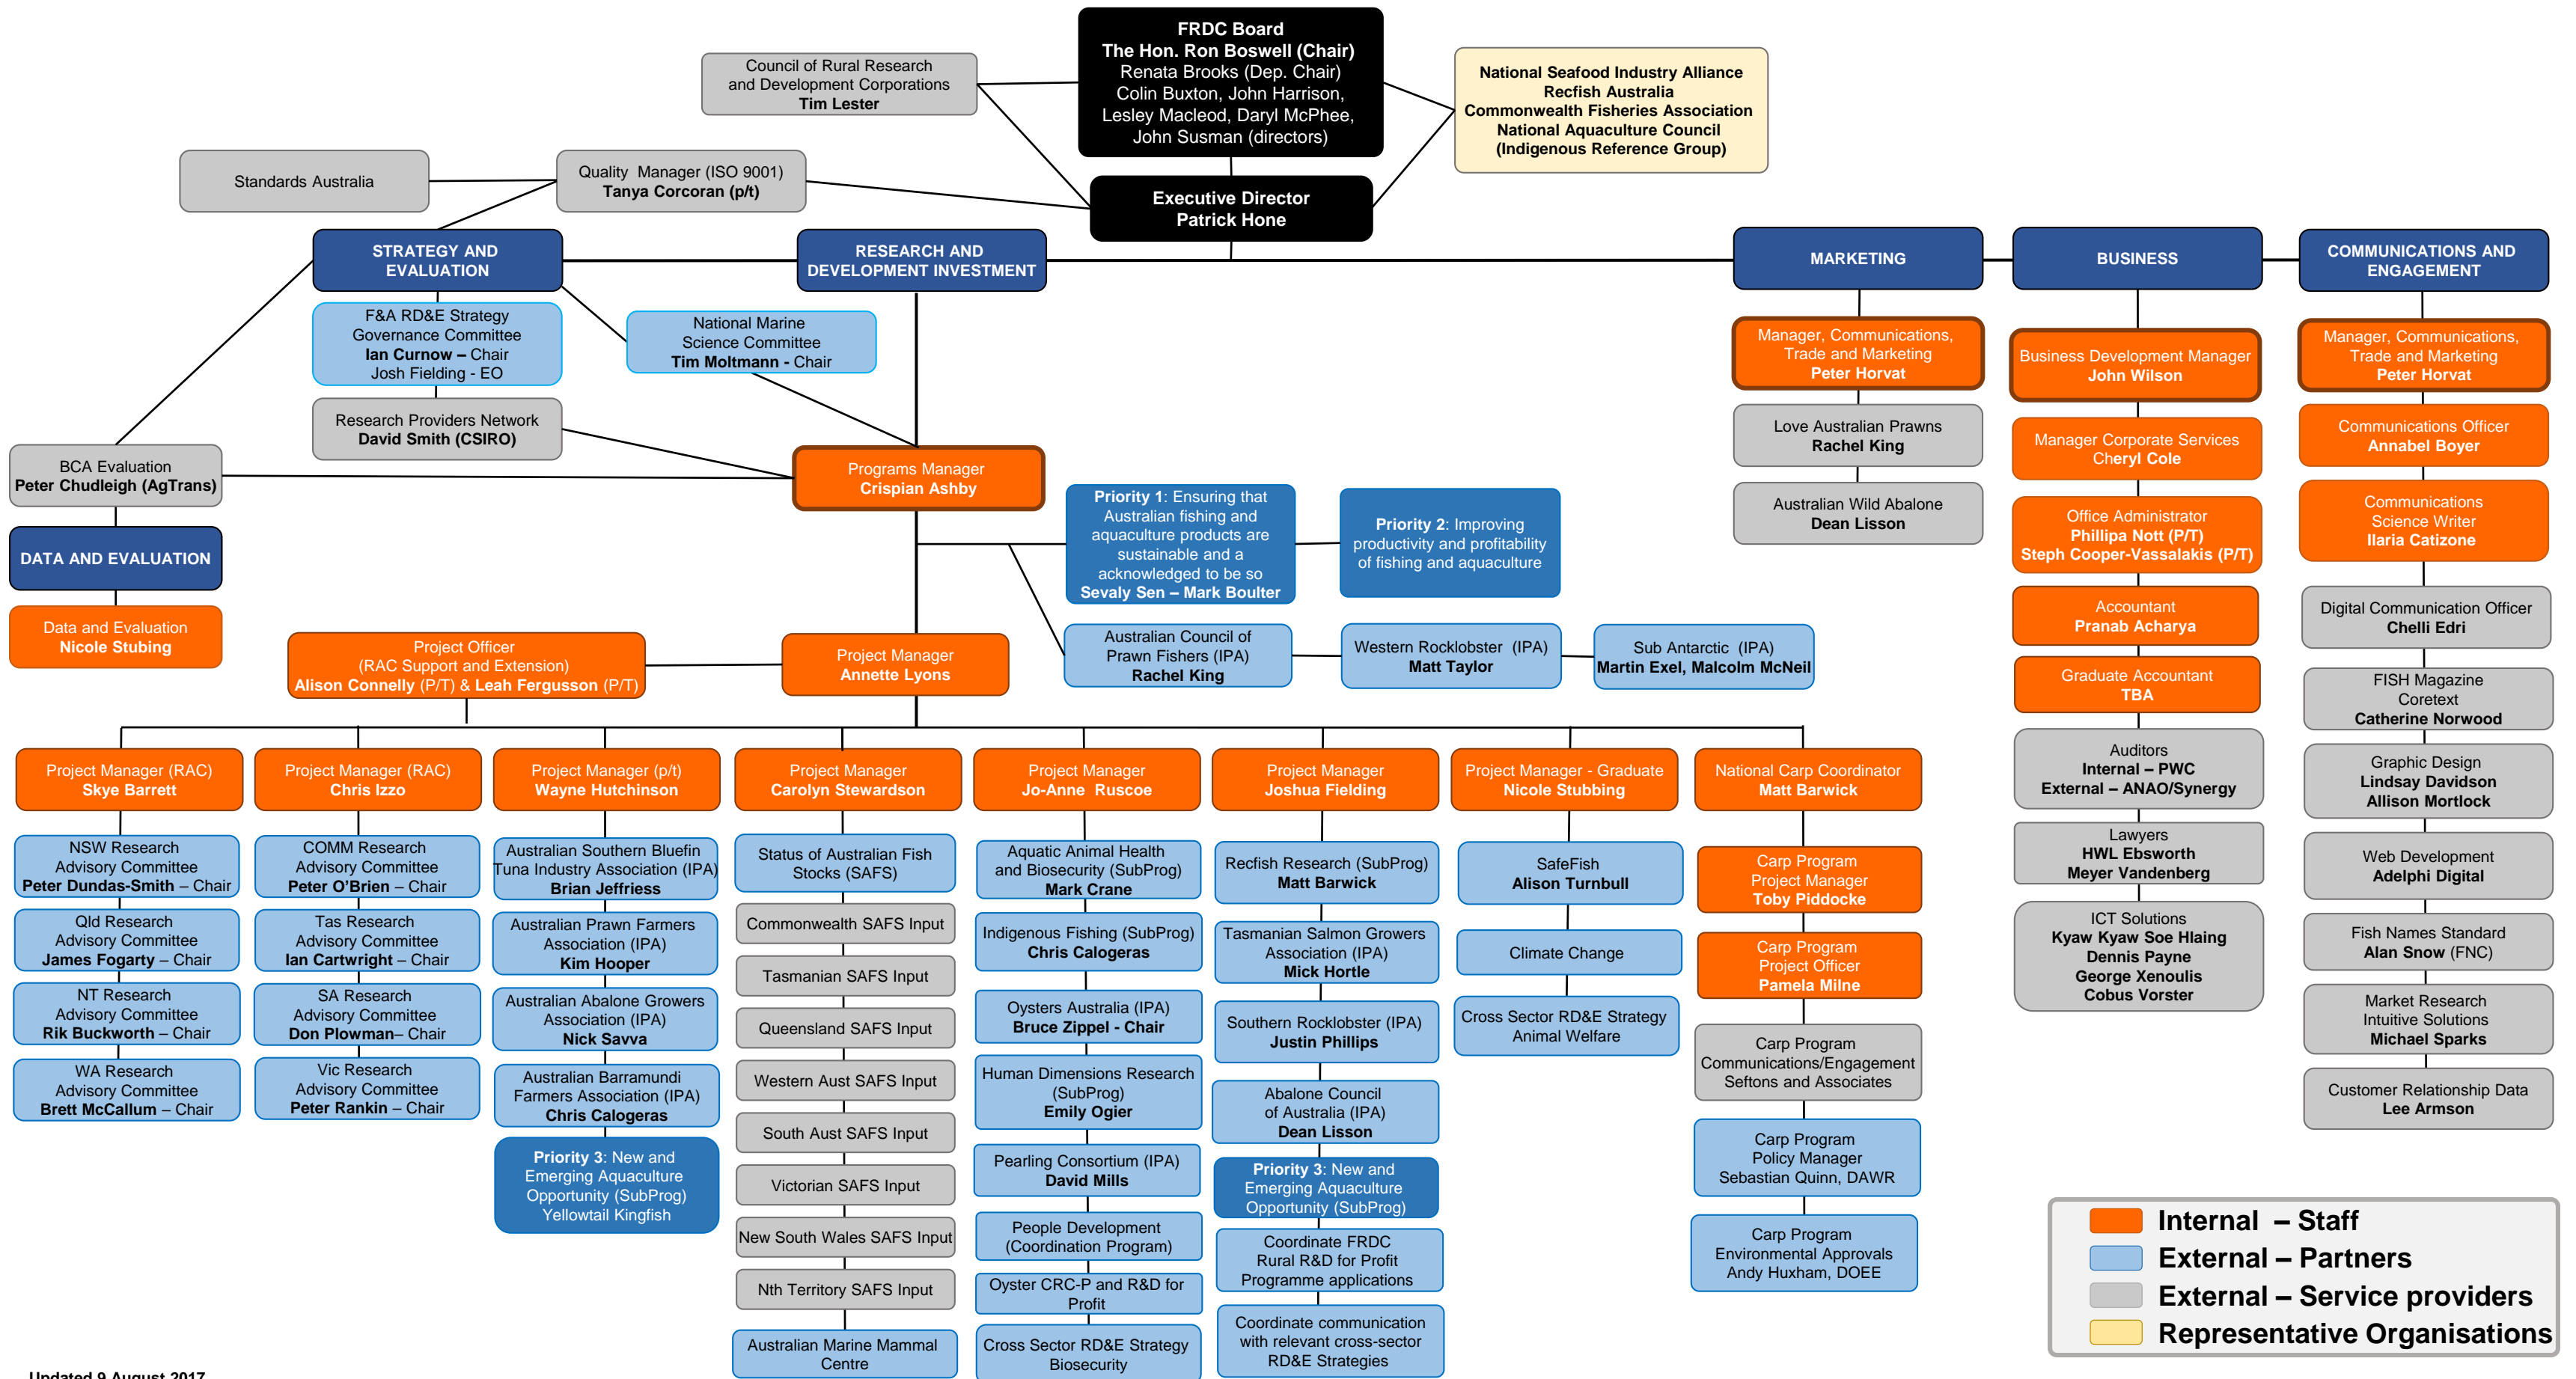 FRDC Board
The Hon. Ron Boswell (Chair)
Renata Brooks (Dep. Chair)
Colin Buxton, John Harrison,
Lesley Macleod, Daryl McPhee,
John Susman (directors)
Council of Rural Research
and Development Corporations
Tim Lester
National Seafood Industry Alliance
Recfish Australia
Commonwealth Fisheries Association
National Aquaculture Council
(Indigenous Reference Group)
Standards Australia
Quality Manager (ISO 9001)
Tanya Corcoran (p/t)
Executive Director
Patrick Hone
STRATEGY AND
EVALUATION
RESEARCH AND
DEVELOPMENT INVESTMENT
MARKETING
BUSINESS
COMMUNICATIONS AND
ENGAGEMENT
F&A RD&E Strategy
Governance Committee
Ian Curnow – Chair
Josh Fielding - EO
National Marine
Science Committee
Tim Moltmann - Chair
Research Providers Network
David Smith (CSIRO)
BCA Evaluation
Peter Chudleigh (AgTrans)
DATA AND EVALUATION
Data and Evaluation
Nicole Stubing
Programs Manager
Crispian Ashby
Priority 1: Ensuring that
Australian fishing and
aquaculture products are
sustainable and a
acknowledged to be so
Sevaly Sen – Mark Boulter
Priority 2: Improving
productivity and profitability
of fishing and aquaculture
Australian Council of
Prawn Fishers (IPA)
Rachel King
Western Rocklobster (IPA)
Matt Taylor
Sub Antarctic (IPA)
Martin Exel, Malcolm McNeil
Project Officer
(RAC Support and Extension)
Alison Connelly (P/T) & Leah Fergusson (P/T)
Project Manager
Annette Lyons
Manager, Communications,
Trade and Marketing
Peter Horvat
Love Australian Prawns
Rachel King
Australian Wild Abalone
Dean Lisson
Business Development Manager
John Wilson
Manager Corporate Services
Cheryl Cole
Office Administrator
Phillipa Nott (P/T)
Steph Cooper-Vassalakis (P/T)
Accountant
Pranab Acharya
Graduate Accountant
TBA
Auditors
Internal – PWC
External – ANAO/Synergy
Lawyers
HWL Ebsworth
Meyer Vandenberg
ICT Solutions
Kyaw Kyaw Soe Hlaing
Dennis Payne
George Xenoulis
Cobus Vorster
Manager, Communications,
Trade and Marketing
Peter Horvat
Communications Officer
Annabel Boyer
Communications
Science Writer
Ilaria Catizone
Digital Communication Officer
Chelli Edri
FISH Magazine
Coretext
Catherine Norwood
Graphic Design
Lindsay Davidson
Allison Mortlock
Web Development
Adelphi Digital
Fish Names Standard
Alan Snow (FNC)
Market Research
Intuitive Solutions
Michael Sparks
Customer Relationship Data
Lee Armson
Project Manager (RAC)
Skye Barrett
NSW Research
Advisory Committee
Peter Dundas-Smith – Chair
Qld Research
Advisory Committee
James Fogarty – Chair
NT Research
Advisory Committee
Rik Buckworth – Chair
WA Research
Advisory Committee
Brett McCallum – Chair
Project Manager (RAC)
Chris Izzo
COMM Research
Advisory Committee
Peter O’Brien – Chair
Tas Research
Advisory Committee
Ian Cartwright – Chair
SA Research
Advisory Committee
Don Plowman– Chair
Vic Research
Advisory Committee
Peter Rankin – Chair
Project Manager (p/t)
Wayne Hutchinson
Australian Southern Bluefin
Tuna Industry Association (IPA)
Brian Jeffriess
Australian Prawn Farmers
Association (IPA)
Kim Hooper
Australian Abalone Growers
Association (IPA)
Nick Savva
Australian Barramundi
Farmers Association (IPA)
Chris Calogeras
Priority 3: New and
Emerging Aquaculture
Opportunity (SubProg)
Yellowtail Kingfish
Project Manager
Carolyn Stewardson
Status of Australian Fish
Stocks (SAFS)
Commonwealth SAFS Input
Tasmanian SAFS Input
Queensland SAFS Input
Western Aust SAFS Input
South Aust SAFS Input
Victorian SAFS Input
New South Wales SAFS Input
Nth Territory SAFS Input
Australian Marine Mammal
Centre
Project Manager
Jo-Anne Ruscoe
Aquatic Animal Health
and Biosecurity (SubProg)
Mark Crane
Indigenous Fishing (SubProg)
Chris Calogeras
Oysters Australia (IPA)
Bruce Zippel - Chair
Human Dimensions Research
(SubProg)
Emily Ogier
Pearling Consortium (IPA)
David Mills
People Development
(Coordination Program)
Oyster CRC-P and R&D for
Profit
Cross Sector RD&E Strategy
Biosecurity
Project Manager
Joshua Fielding
Recfish Research (SubProg)
Matt Barwick
Tasmanian Salmon Growers
Association (IPA)
Mick Hortle
Southern Rocklobster (IPA)
Justin Phillips
Abalone Council
of Australia (IPA)
Dean Lisson
Priority 3: New and
Emerging Aquaculture
Opportunity (SubProg)
Coordinate FRDC
Rural R&D for Profit
Programme applications
Coordinate communication
with relevant cross-sector
RD&E Strategies
Project Manager - Graduate
Nicole Stubbing
SafeFish
Alison Turnbull
Climate Change
Cross Sector RD&E Strategy
Animal Welfare
National Carp Coordinator
Matt Barwick
Carp Program
Project Manager
Toby Piddocke
Carp Program
Project Officer
Pamela Milne
Carp Program
Communications/Engagement
Seftons and Associates
Carp Program
Policy Manager
Sebastian Quinn, DAWR
Carp Program
Environmental Approvals
Andy Huxham, DOEE
Internal – Staff
External – Partners
External – Service providers
Representative Organisations
Updated 9 August 2017